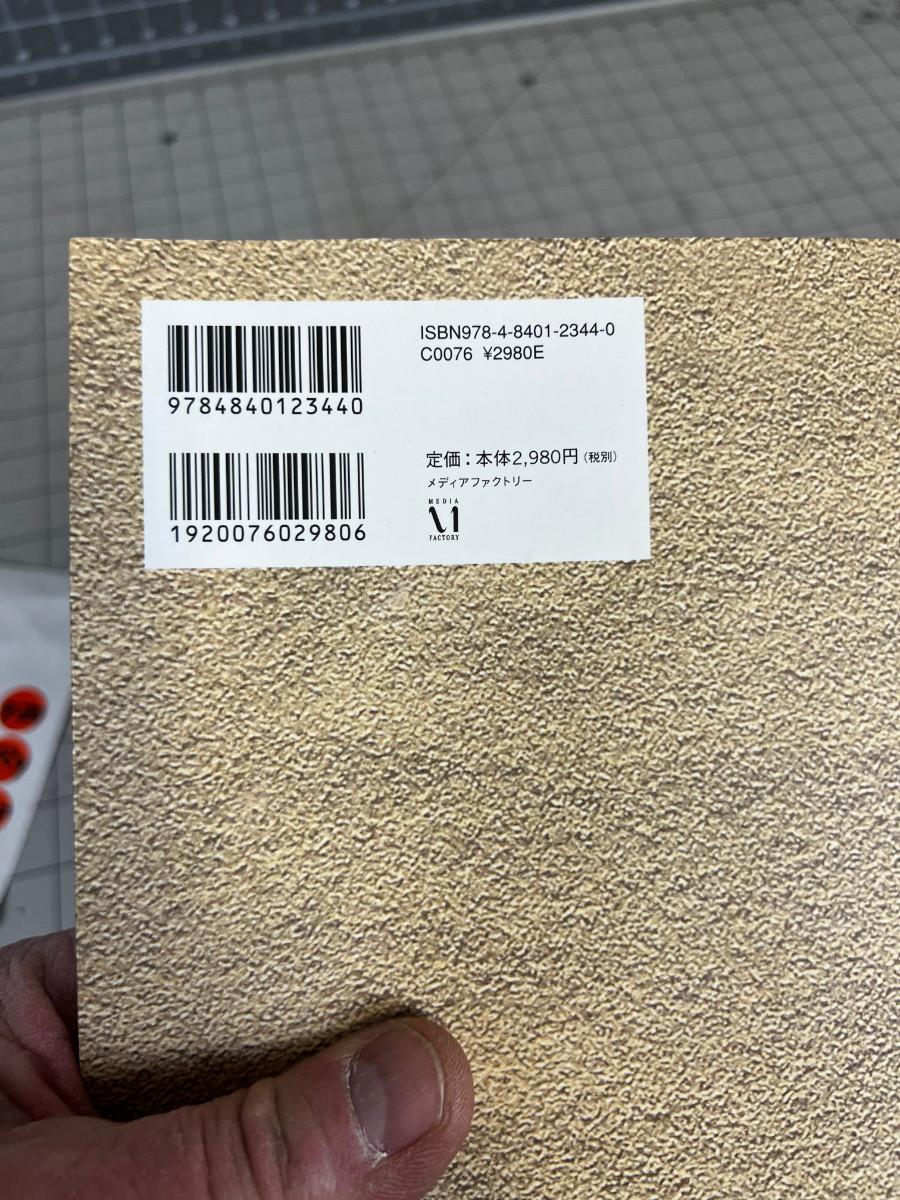 ISBN978-4-8401-2344-0
C0076 ¥2980E
9784840123440
定価：本体2,980円（税別）
メディアファクトリー
1920076029806
MEDIA
FACTORY